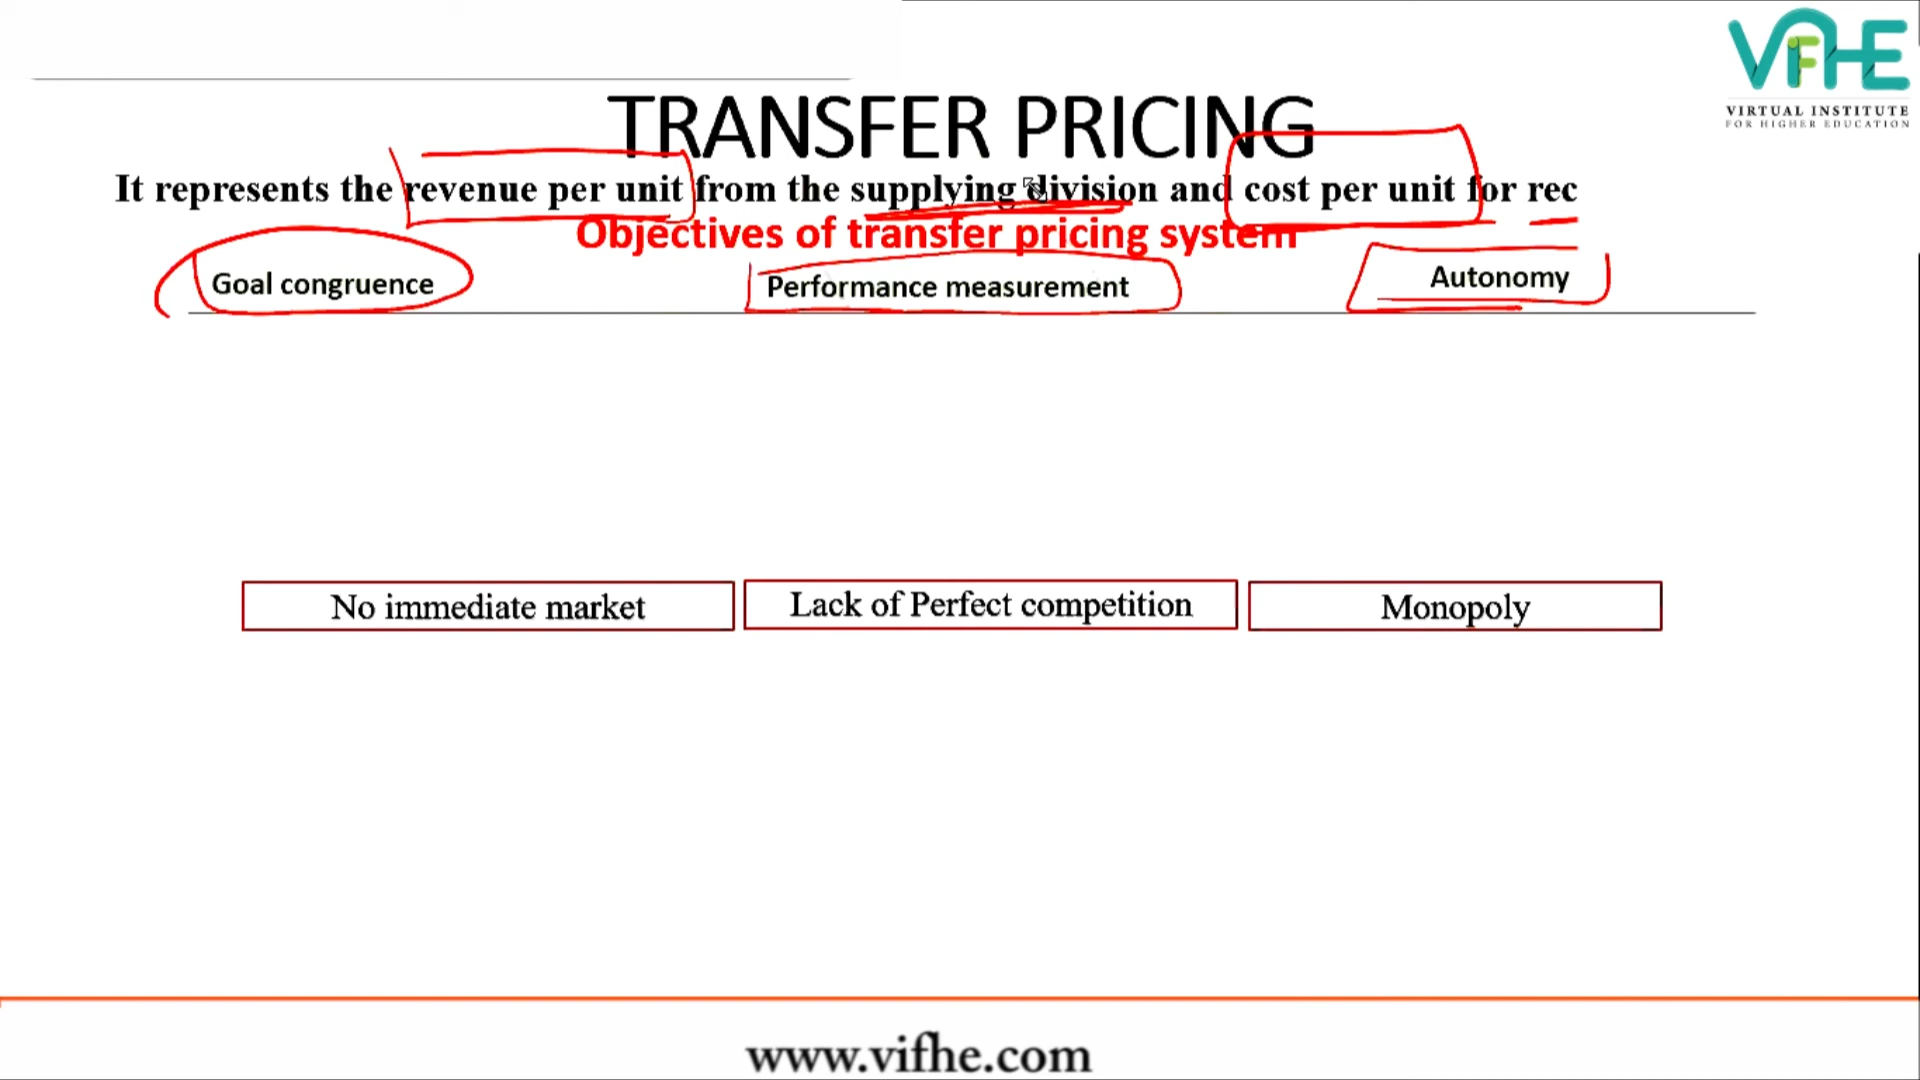 VIFHE
VIRTUAL INSTITUTE
FOR HIGHER EDUCATION
TRANSFER PRICING
It represents the revenue per unit from the supplying division and cost per unit for rec
Objectives of transfer pricing system
Goal congruence
Performance measurement
Autonomy
No immediate market
Lack of Perfect competition
Monopoly
www.vifhe.com